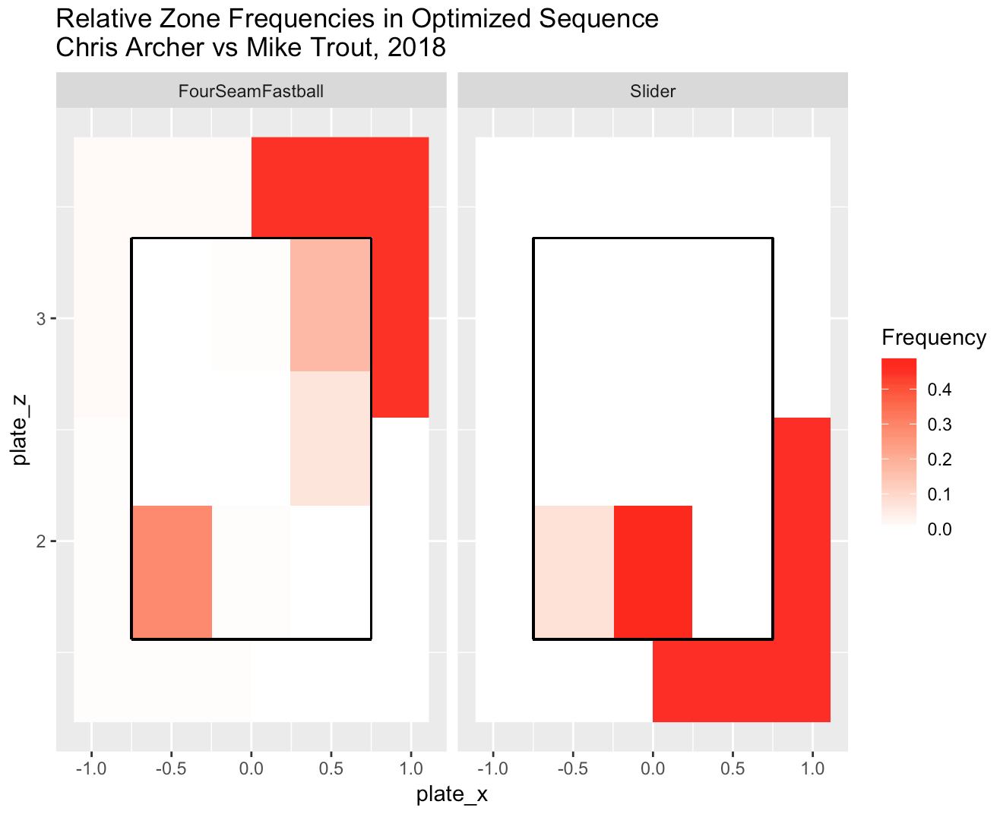 Relative Zone Frequencies in Optimized Sequence
Chris Archer vs Mike Trout, 2018
FourSeamFastball
Slider
3
2
plate_z
-1.0
-0.5
0.0
0.5
1.0
-1.0
-0.5
0.0
0.5
1.0
plate_x
Frequency
0.4
0.3
0.2
0.1
0.0